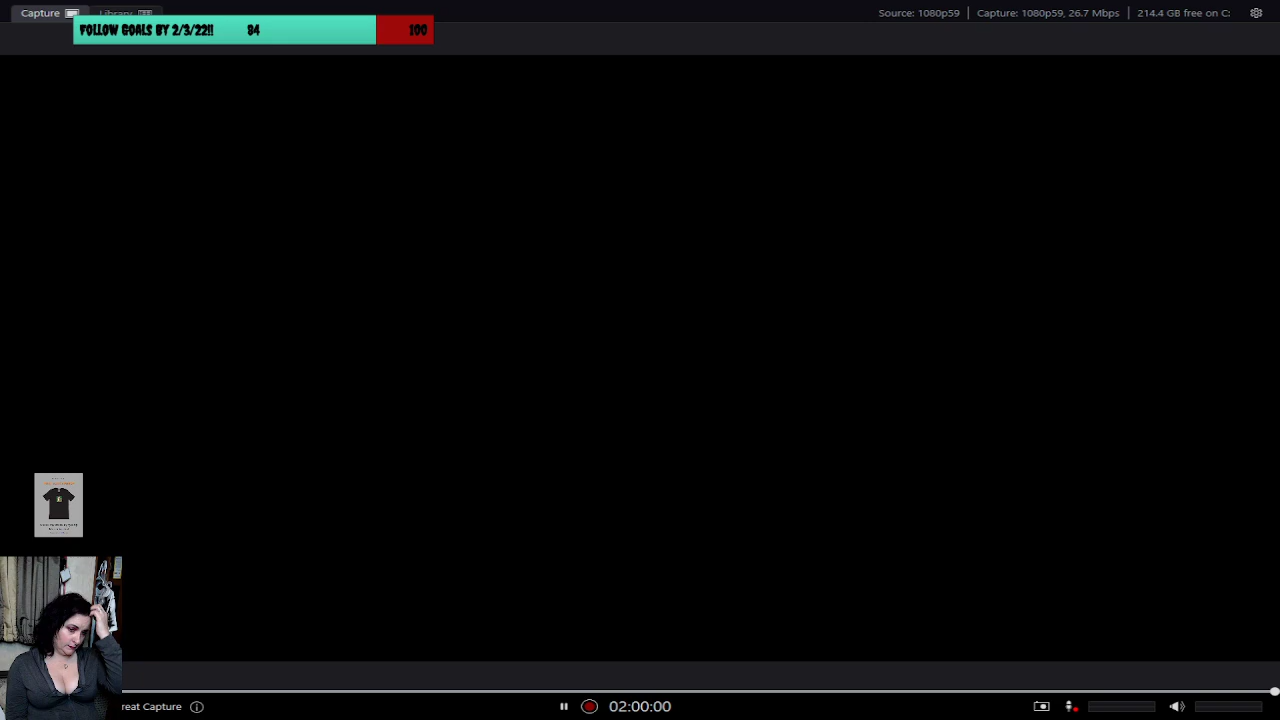 Capture
Library
Source: 1080p59
Capture: 1080p59, 26.7 Mbps
214.4 GB free on C:
FOLLOW GOALS BY 2/3/22!! 84 100
reat Capture
02:00:00